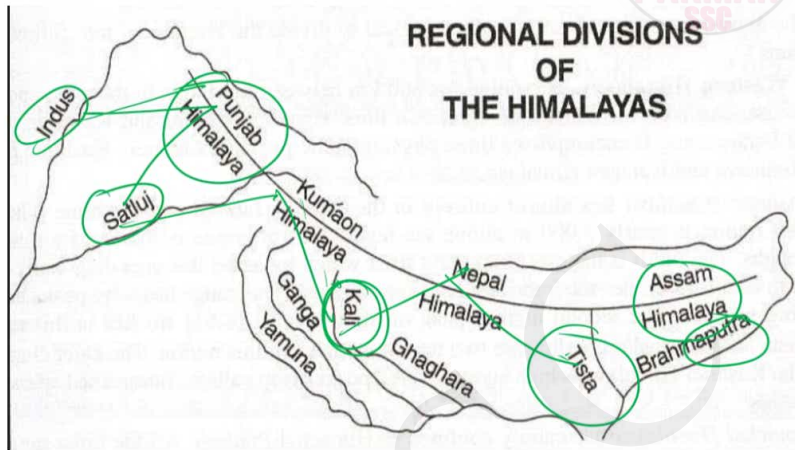 REGIONAL DIVISIONS
OF
THE HIMALAYAS
Indus
Punjab
Himalaya
Satluj
Kumaon
Himalaya
Ganga
Yamuna
Kali
Ghaghara
Nepal
Himalaya
Tista
Assam
Himalaya
Brahmaputra